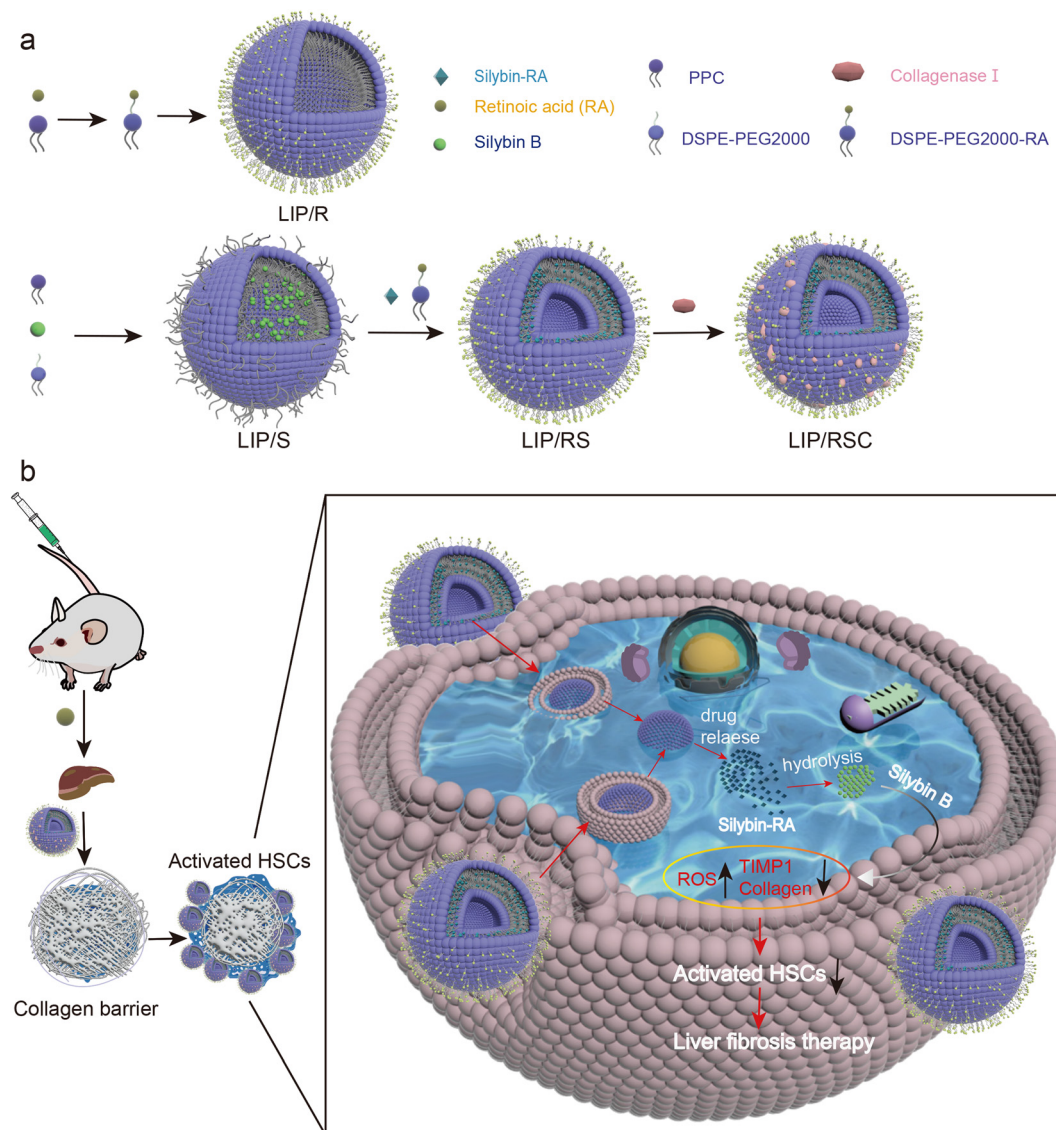 a
Silybin-RA
Retinoic acid (RA)
Silybin B
PPC
DSPE-PEG2000
Collagenase I
DSPE-PEG2000-RA
LIP/R
LIP/S
LIP/RS
LIP/RSC
b
Collagen barrier
Activated HSCs
drug
relaese
hydrolysis
Silybin-RA
Silybin B
ROS
TIMP1
Collagen
Activated HSCs
Liver fibrosis therapy